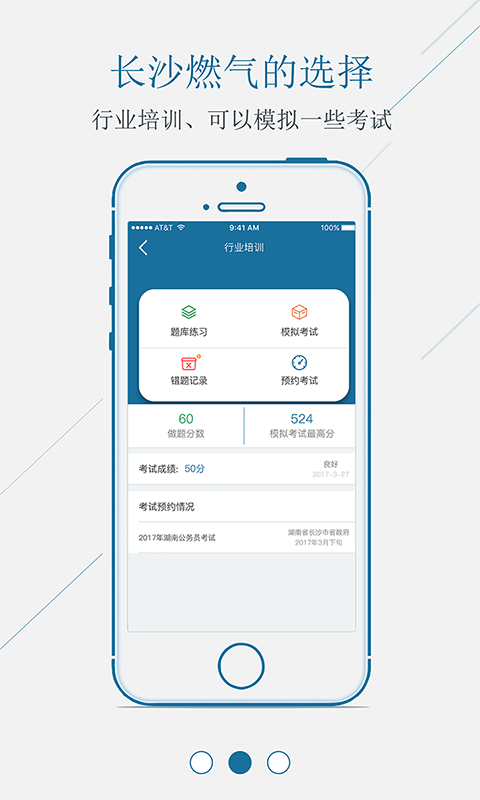 长沙燃气的选择
行业培训、可以模拟一些考试
AT&T 9:41 AM 100%
行业培训
题库练习 模拟考试
错题记录 预约考试
60 524
做题分数 模拟考试最高分
考试成绩: 50分 良好
2017-3-27
考试预约情况
2017年湖南公务员考试 湖南省长沙市省政府
2017年3月下旬